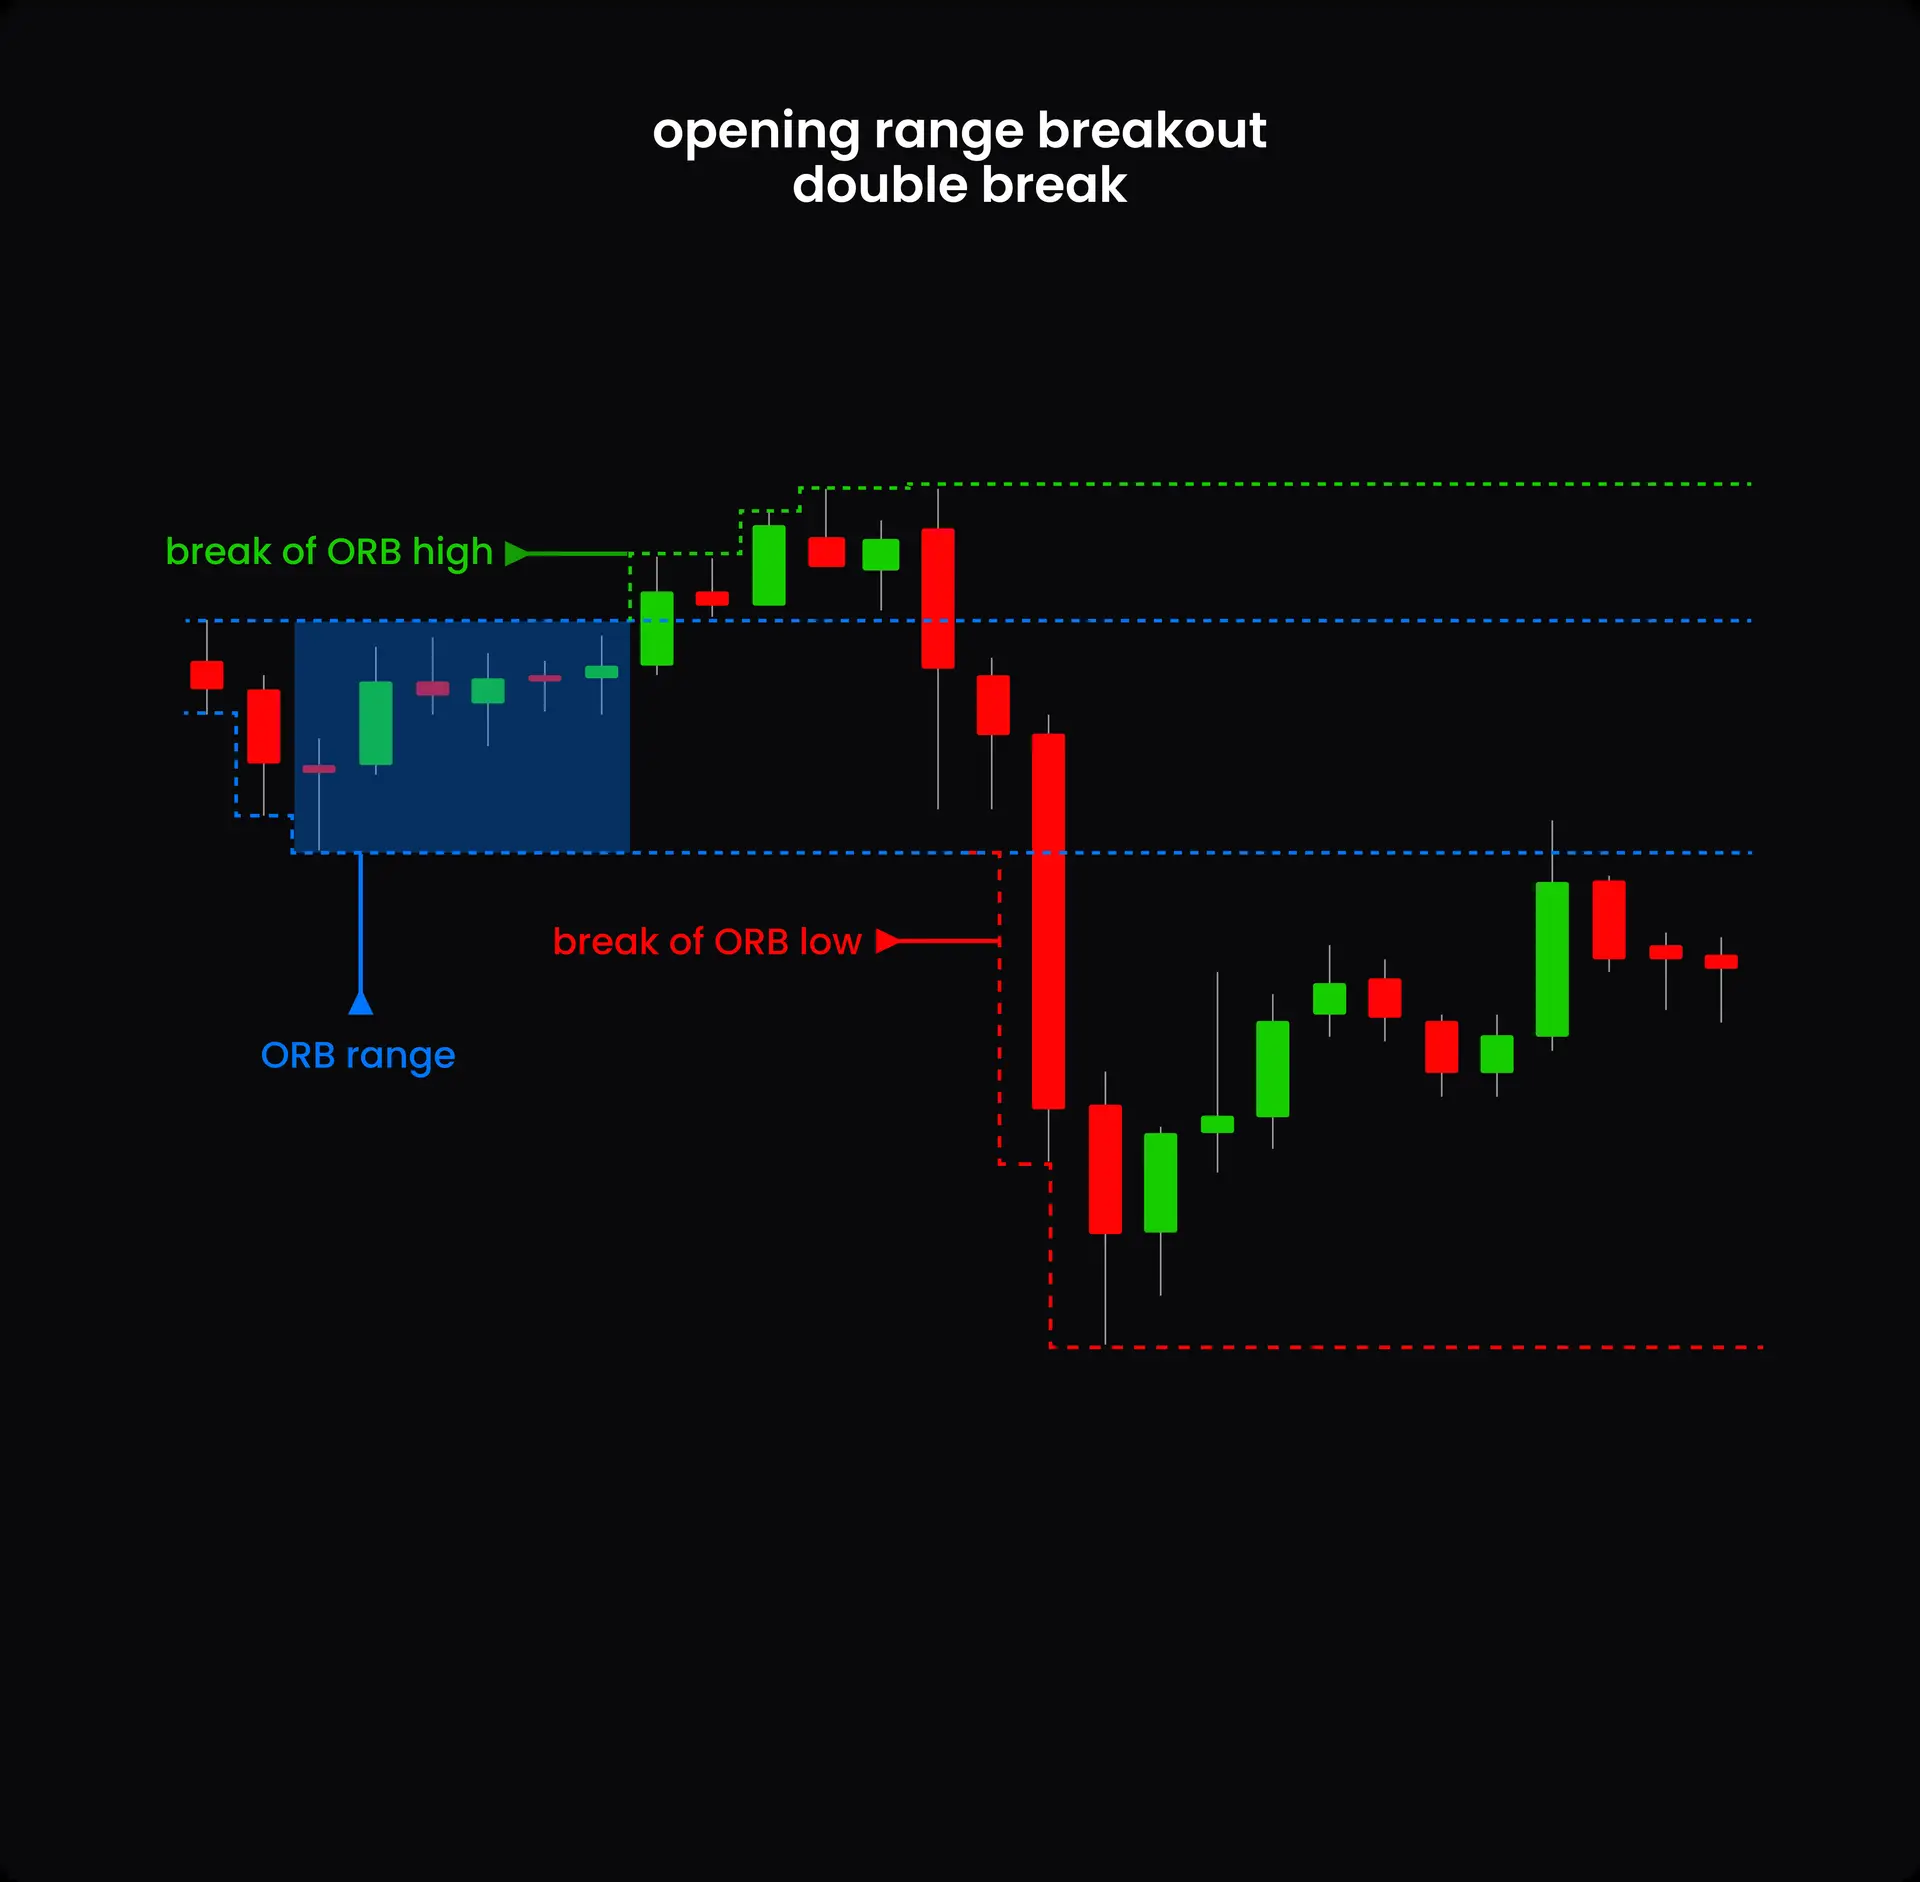 opening range breakout
double break
break of ORB high
break of ORB low
ORB range